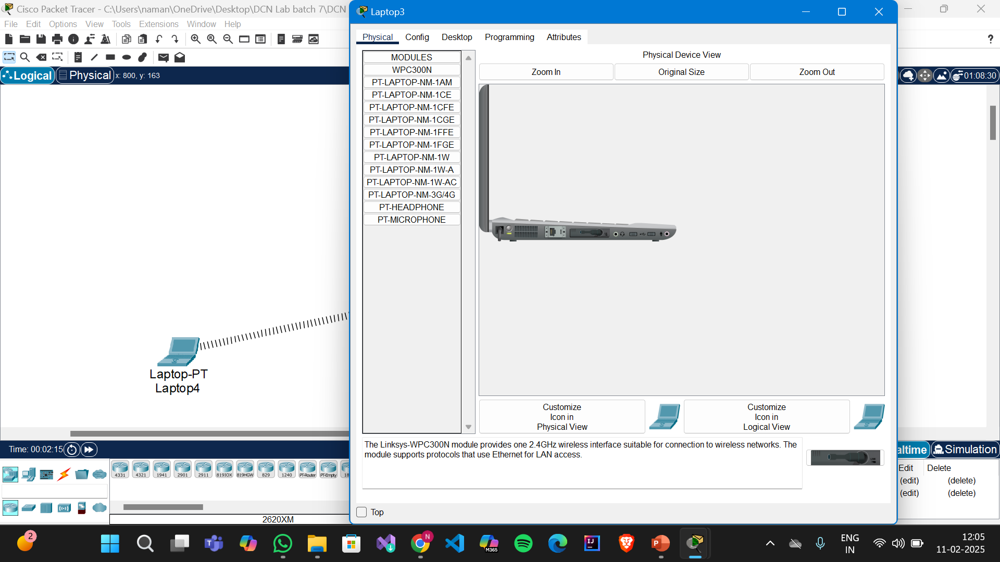 Cisco Packet Tracer - C:\Users\naman\OneDrive\Desktop\DCN Lab batch 7\DCN
File Edit Options View Tools Extensions Window Help
?
Logical Physical x: 800, y: 163
01:08:30
Laptop-PT
Laptop4
Time: 00:02:15
altime Simulation
4331 4321 1941 2901 2911 819IOX 819HGW 829 1240 PT-Router PT-Empty 18
2620XM
Edit Delete
(edit) (delete)
(edit) (delete)
Laptop3
Physical Config Desktop Programming Attributes
MODULES
WPC300N
PT-LAPTOP-NM-1AM
PT-LAPTOP-NM-1CE
PT-LAPTOP-NM-1CFE
PT-LAPTOP-NM-1CGE
PT-LAPTOP-NM-1FFE
PT-LAPTOP-NM-1FGE
PT-LAPTOP-NM-1W
PT-LAPTOP-NM-1W-A
PT-LAPTOP-NM-1W-AC
PT-LAPTOP-NM-3G/4G
PT-HEADPHONE
PT-MICROPHONE
Physical Device View
Zoom In Original Size Zoom Out
Customize
Icon in
Physical View
Customize
Icon in
Logical View
The Linksys-WPC300N module provides one 2.4GHz wireless interface suitable for connection to wireless networks. The
module supports protocols that use Ethernet for LAN access.
Top
2
N
M365
IJ
P
ENG
IN
12:05
11-02-2025